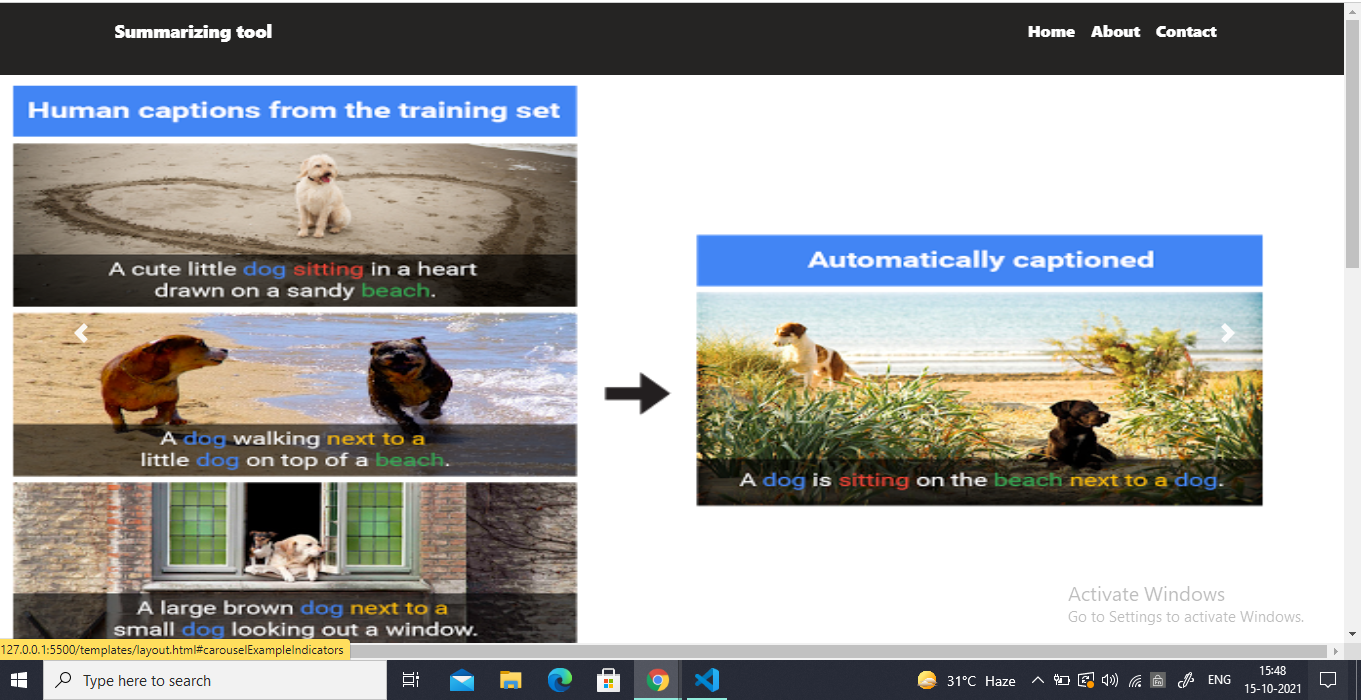 Summarizing tool
Home About Contact
Human captions from the training set
A cute little dog sitting in a heart
drawn on a sandy beach.
A dog walking next to a
little dog on top of a beach.
A large brown dog next to a
small dog looking out a window.
Automatically captioned
A dog is sitting on the beach next to a dog.
Activate Windows
Go to Settings to activate Windows.
127.0.0.1:5500/templates/layout.html#carouselExampleIndicators
Type here to search
31°C Haze
ENG
15:48
15-10-2021